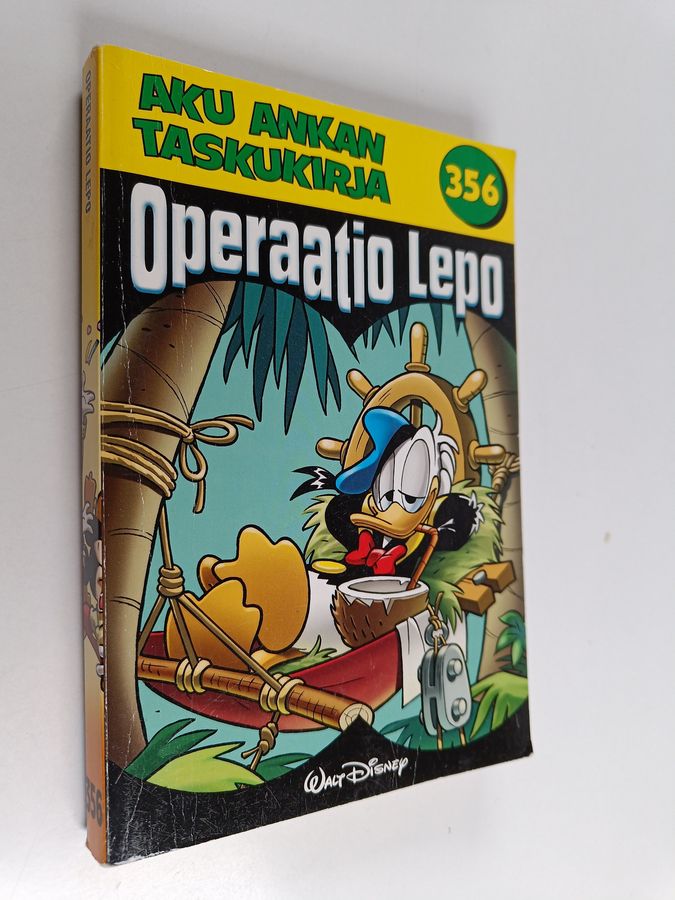 AKU ANKAN
TASKUKIRJA
356
Operaatio Lepo
WALT DISNEY
OPERAATIO LEPO
356